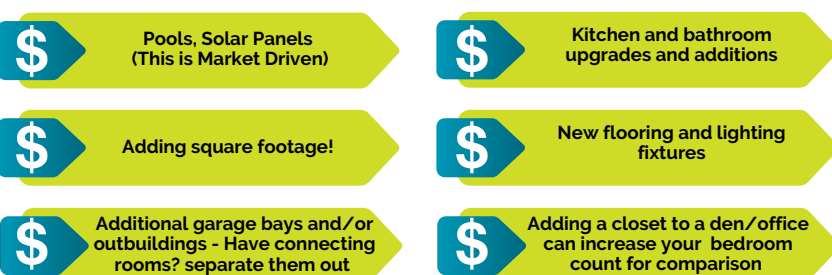 $
Pools, Solar Panels
(This is Market Driven)
$
Kitchen and bathroom
upgrades and additions
$
Adding square footage!
$
New flooring and lighting
fixtures
$
Additional garage bays and/or
outbuildings - Have connecting
rooms? separate them out
$
Adding a closet to a den/office
can increase your bedroom
count for comparison